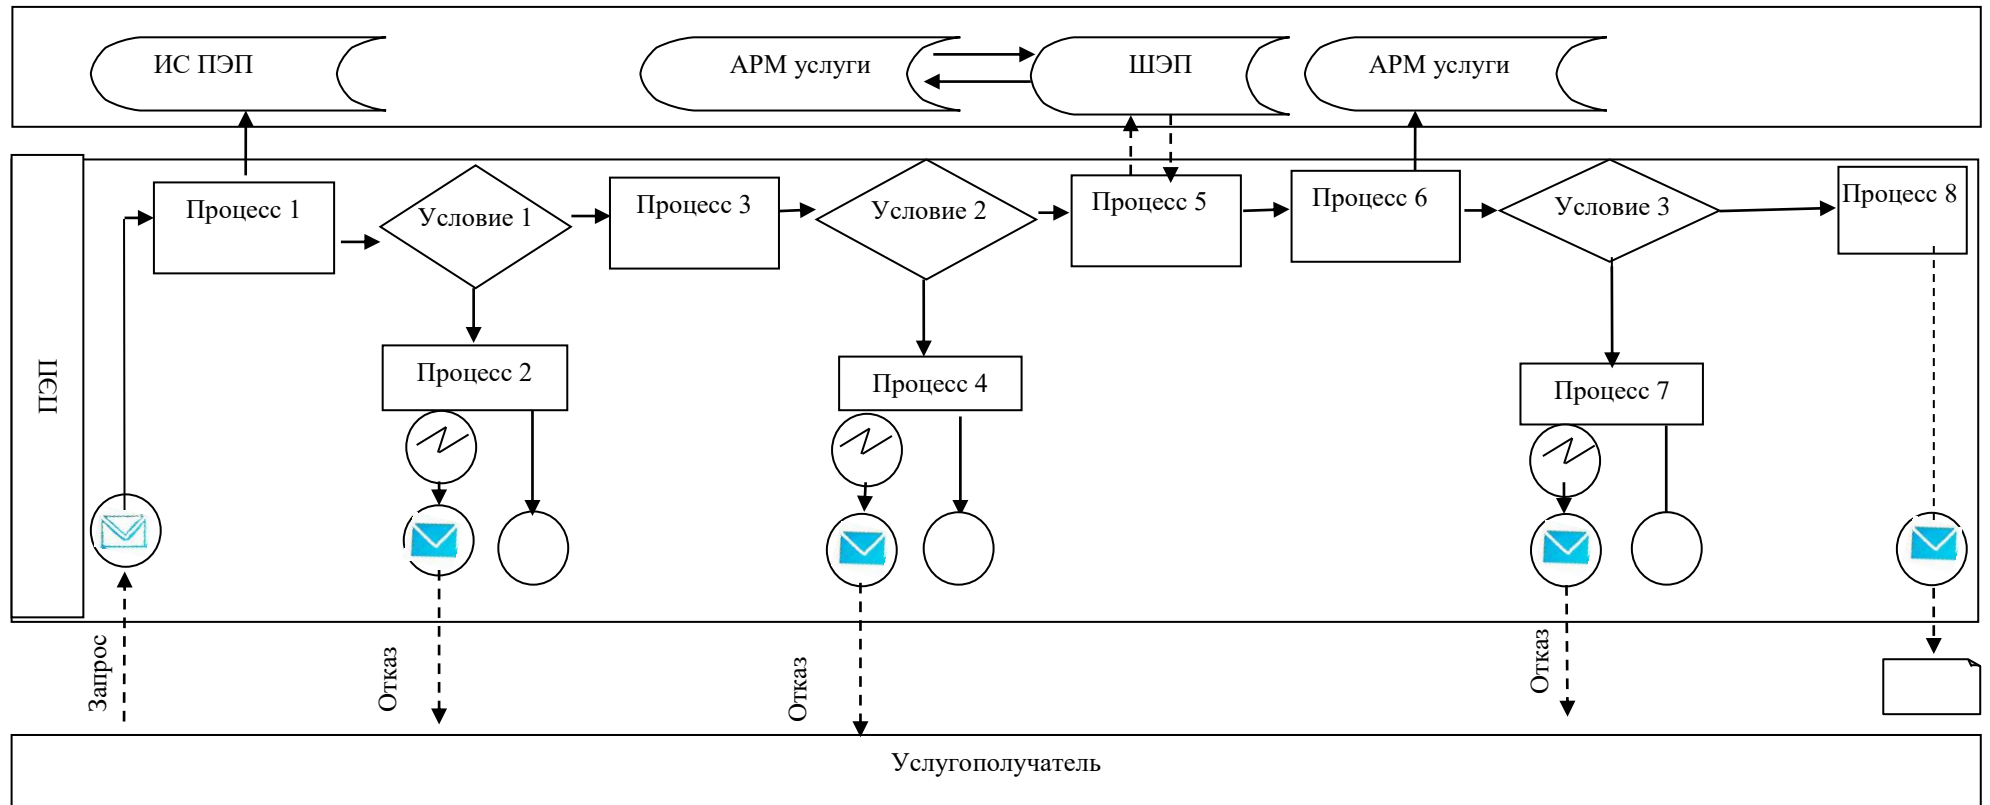 ИС ПЭП
АРМ услуги
ШЭП
АРМ услуги
ПЭП
Процесс 1
Условие 1
Процесс 3
Условие 2
Процесс 5
Процесс 6
Условие 3
Процесс 8
Процесс 2
Процесс 4
Процесс 7
Запрос
Отказ
Отказ
Отказ
Услугополучатель